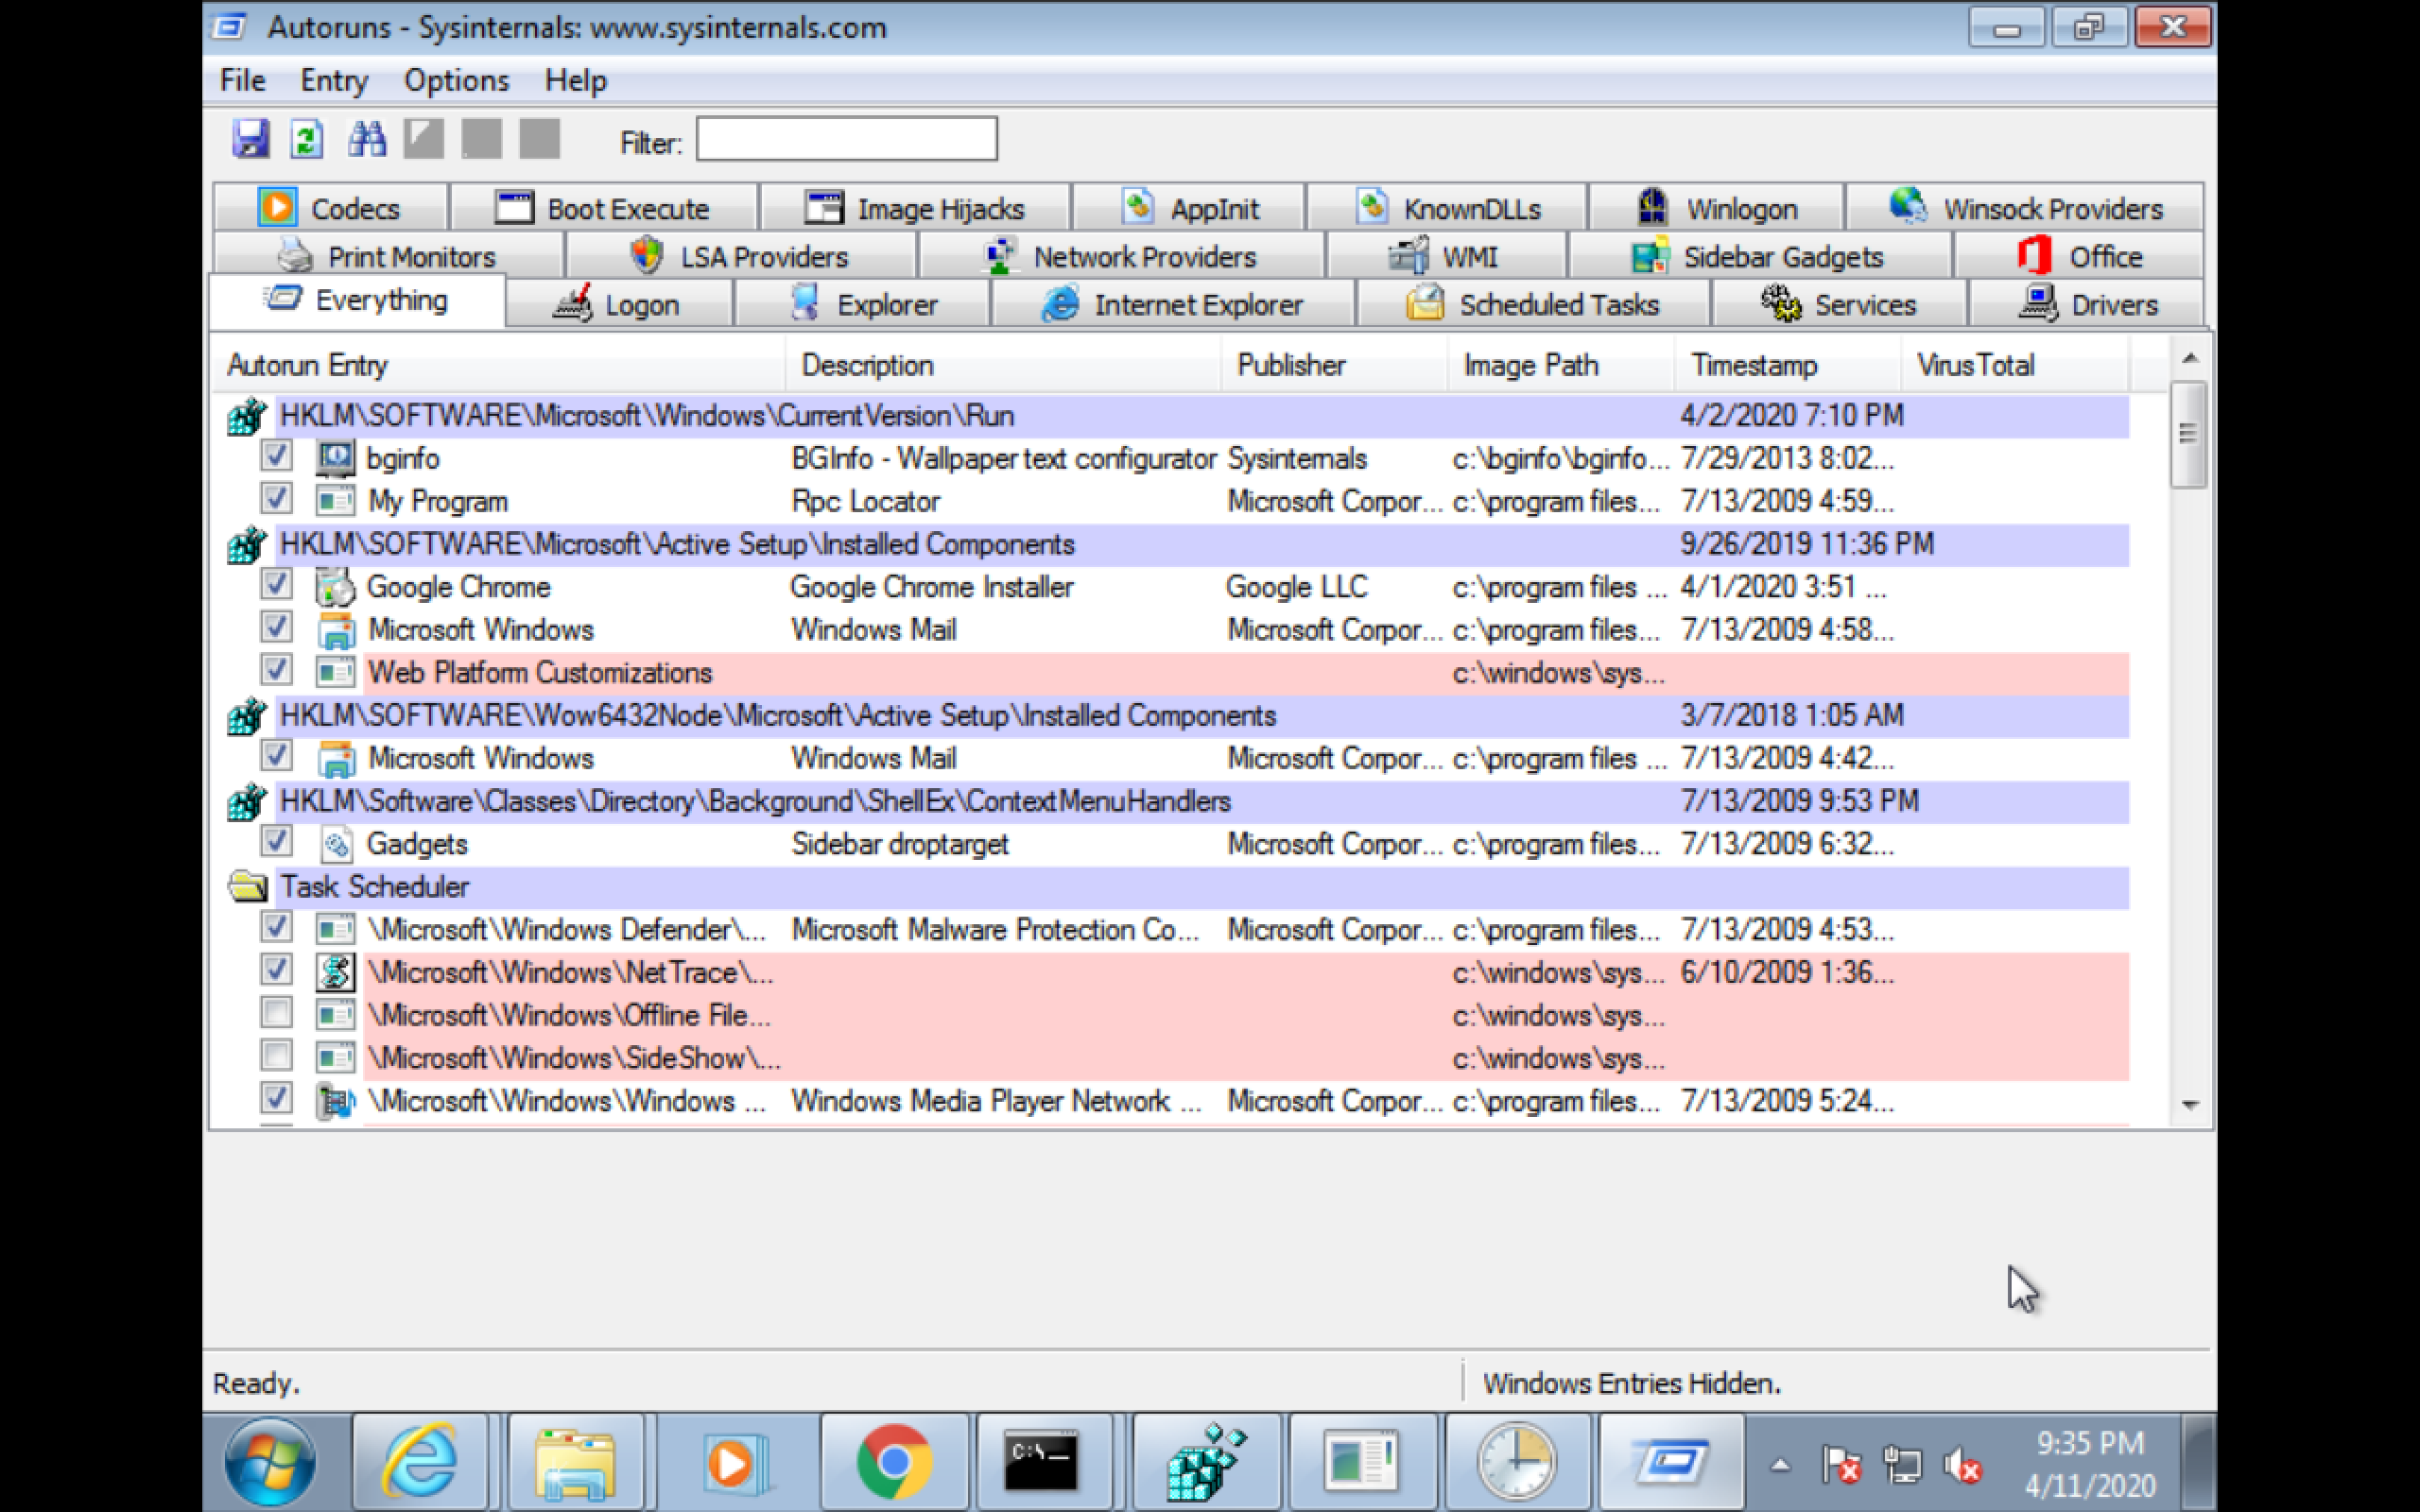 Autoruns - Sysinternals: www.sysinternals.com
File Entry Options Help
Filter:
Codecs Boot Execute Image Hijacks AppInit KnownDLLs Winlogon Winsock Providers
Print Monitors LSA Providers Network Providers WMI Sidebar Gadgets Office
Everything Logon Explorer Internet Explorer Scheduled Tasks Services Drivers
Autorun Entry Description Publisher Image Path Timestamp VirusTotal
HKLM\SOFTWARE\Microsoft\Windows\CurrentVersion\Run 4/2/2020 7:10 PM
bginfo BGInfo - Wallpaper text configurator Sysinternals c:\bginfo\bginfo... 7/29/2013 8:02...
My Program Rpc Locator Microsoft Corpor... c:\program files... 7/13/2009 4:59...
HKLM\SOFTWARE\Microsoft\Active Setup\Installed Components 9/26/2019 11:36 PM
Google Chrome Google Chrome Installer Google LLC c:\program files ... 4/1/2020 3:51 ...
Microsoft Windows Windows Mail Microsoft Corpor... c:\program files... 7/13/2009 4:58...
Web Platform Customizations c:\windows\sys...
HKLM\SOFTWARE\Wow6432Node\Microsoft\Active Setup\Installed Components 3/7/2018 1:05 AM
Microsoft Windows Windows Mail Microsoft Corpor... c:\program files ... 7/13/2009 4:42...
HKLM\Software\Classes\Directory\Background\ShellEx\ContextMenuHandlers 7/13/2009 9:53 PM
Gadgets Sidebar droptarget Microsoft Corpor... c:\program files... 7/13/2009 6:32...
Task Scheduler
\Microsoft\Windows Defender\... Microsoft Malware Protection Co... Microsoft Corpor... c:\program files... 7/13/2009 4:53...
\Microsoft\Windows\NetTrace\... c:\windows\sys... 6/10/2009 1:36...
\Microsoft\Windows\Offline File... c:\windows\sys...
\Microsoft\Windows\SideShow\... c:\windows\sys...
\Microsoft\Windows\Windows ... Windows Media Player Network ... Microsoft Corpor... c:\program files... 7/13/2009 5:24...
Ready. Windows Entries Hidden.
C:\_
9:35 PM
4/11/2020